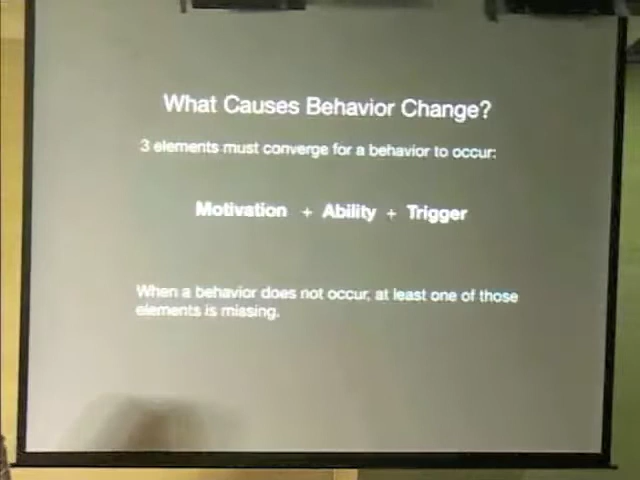 What Causes Behavior Change?
3 elements must converge for a behavior to occur:
Motivation + Ability + Trigger
When a behavior does not occur, at least one of those
elements is missing.